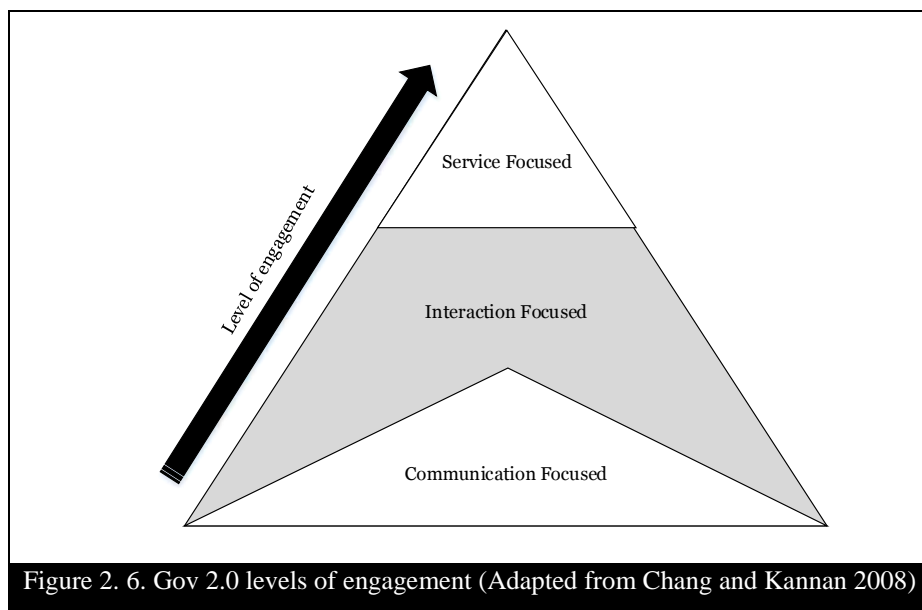 Service Focused
Level of engagement
Interaction Focused
Communication Focused
Figure 2. 6. Gov 2.0 levels of engagement (Adapted from Chang and Kannan 2008)